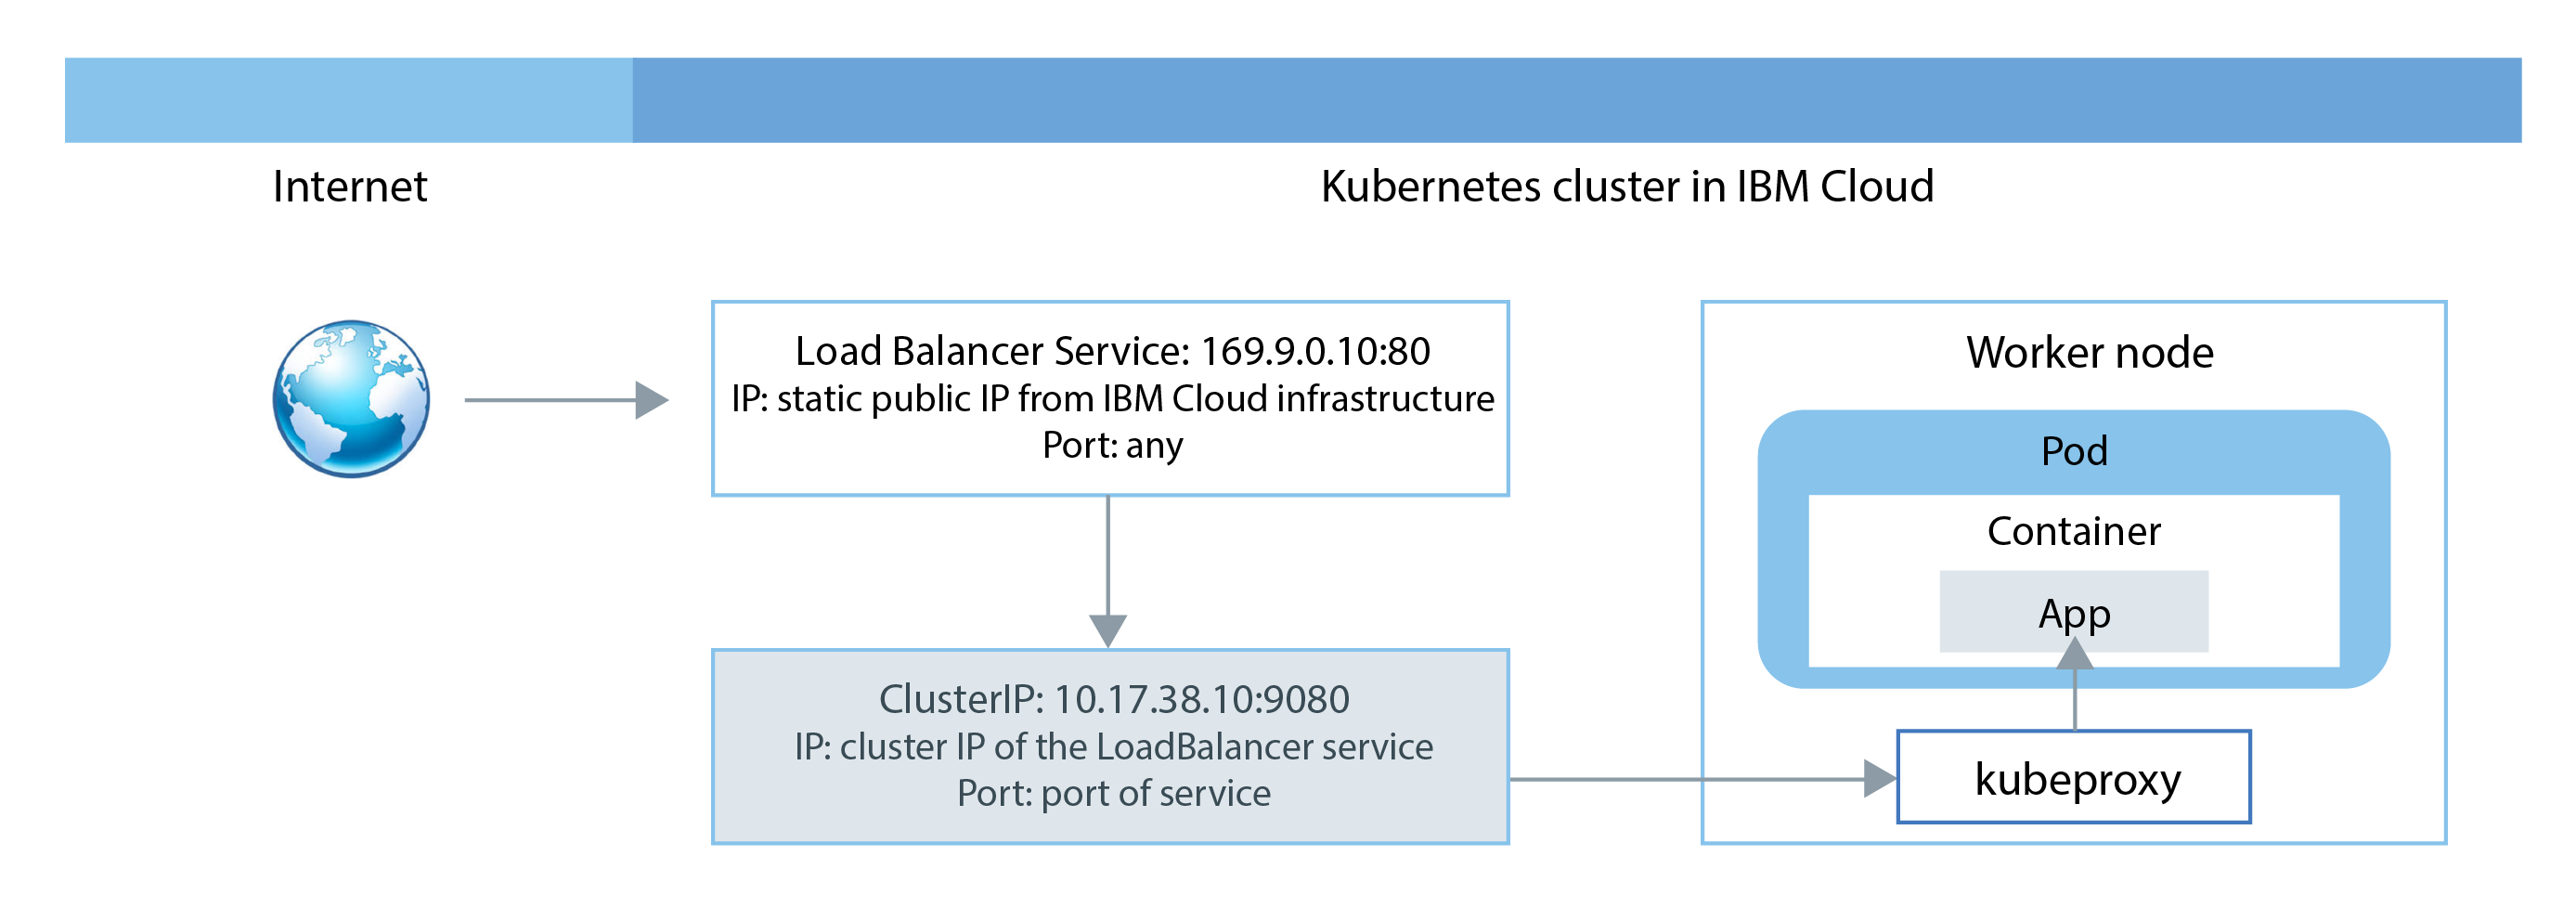 Internet
Kubernetes cluster in IBM Cloud
Load Balancer Service: 169.9.0.10:80
IP: static public IP from IBM Cloud infrastructure
Port: any
ClusterIP: 10.17.38.10:9080
IP: cluster IP of the LoadBalancer service
Port: port of service
Worker node
Pod
Container
App
kubeproxy